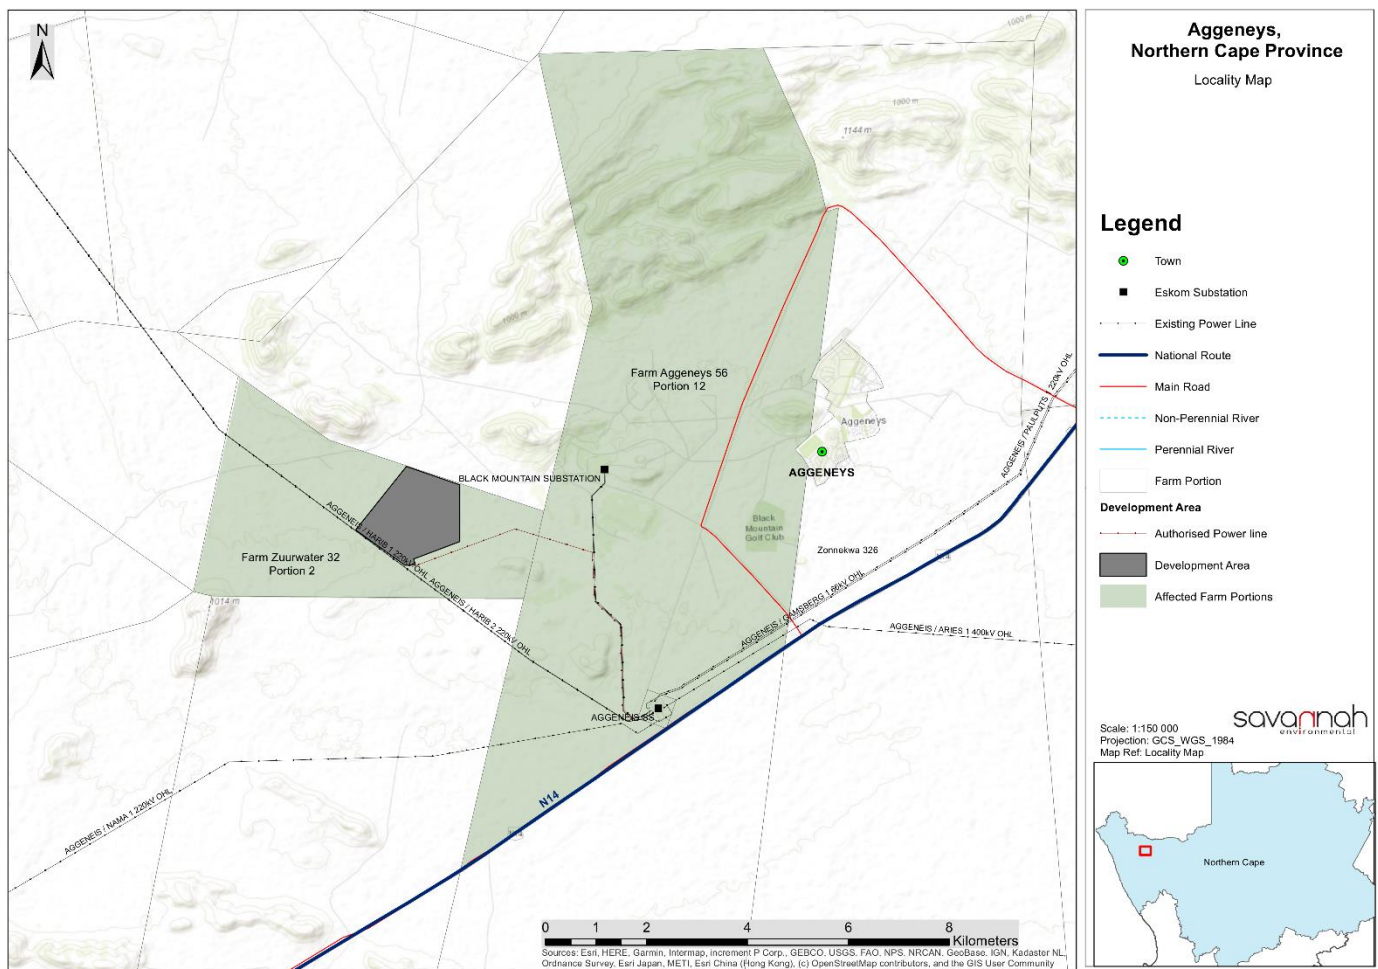 N
1000 m
1000 m
1144 m
1000 m
Farm Aggeneys 56
Portion 12
Aggeneys
AGGENEYS
BLACK MOUNTAIN SUBSTATION
AGGENEIS / PAULPUTS 1 220kV OHL
AGGENEIS / HARIB 1 220kV OHL
AGGENEIS / HARIB 2 220kV OHL
Farm Zuurwater 32
Portion 2
1014 m
Black
Mountain
Golf Club
Zonnekwa 326
N14
AGGENEIS / GAMSBERG 1 66kV OHL
AGGENEIS / ARIES 1 400kV OHL
AGGENEIS SS
AGGENEIS / NAMA 1 220kV OHL
N14
N14
0 1 2 4 6 8
Kilometers
Sources: Esri, HERE, Garmin, Intermap, increment P Corp., GEBCO, USGS, FAO, NPS, NRCAN, GeoBase, IGN, Kadaster NL,
Ordnance Survey, Esri Japan, METI, Esri China (Hong Kong), (c) OpenStreetMap contributors, and the GIS User Community
Aggeneys,
Northern Cape Province
Locality Map
Legend
Town
Eskom Substation
Existing Power Line
National Route
Main Road
Non-Perennial River
Perennial River
Farm Portion
Development Area
Authorised Power line
Development Area
Affected Farm Portions
savannah
environmental
Scale: 1:150 000
Projection: GCS_WGS_1984
Map Ref: Locality Map
Northern Cape